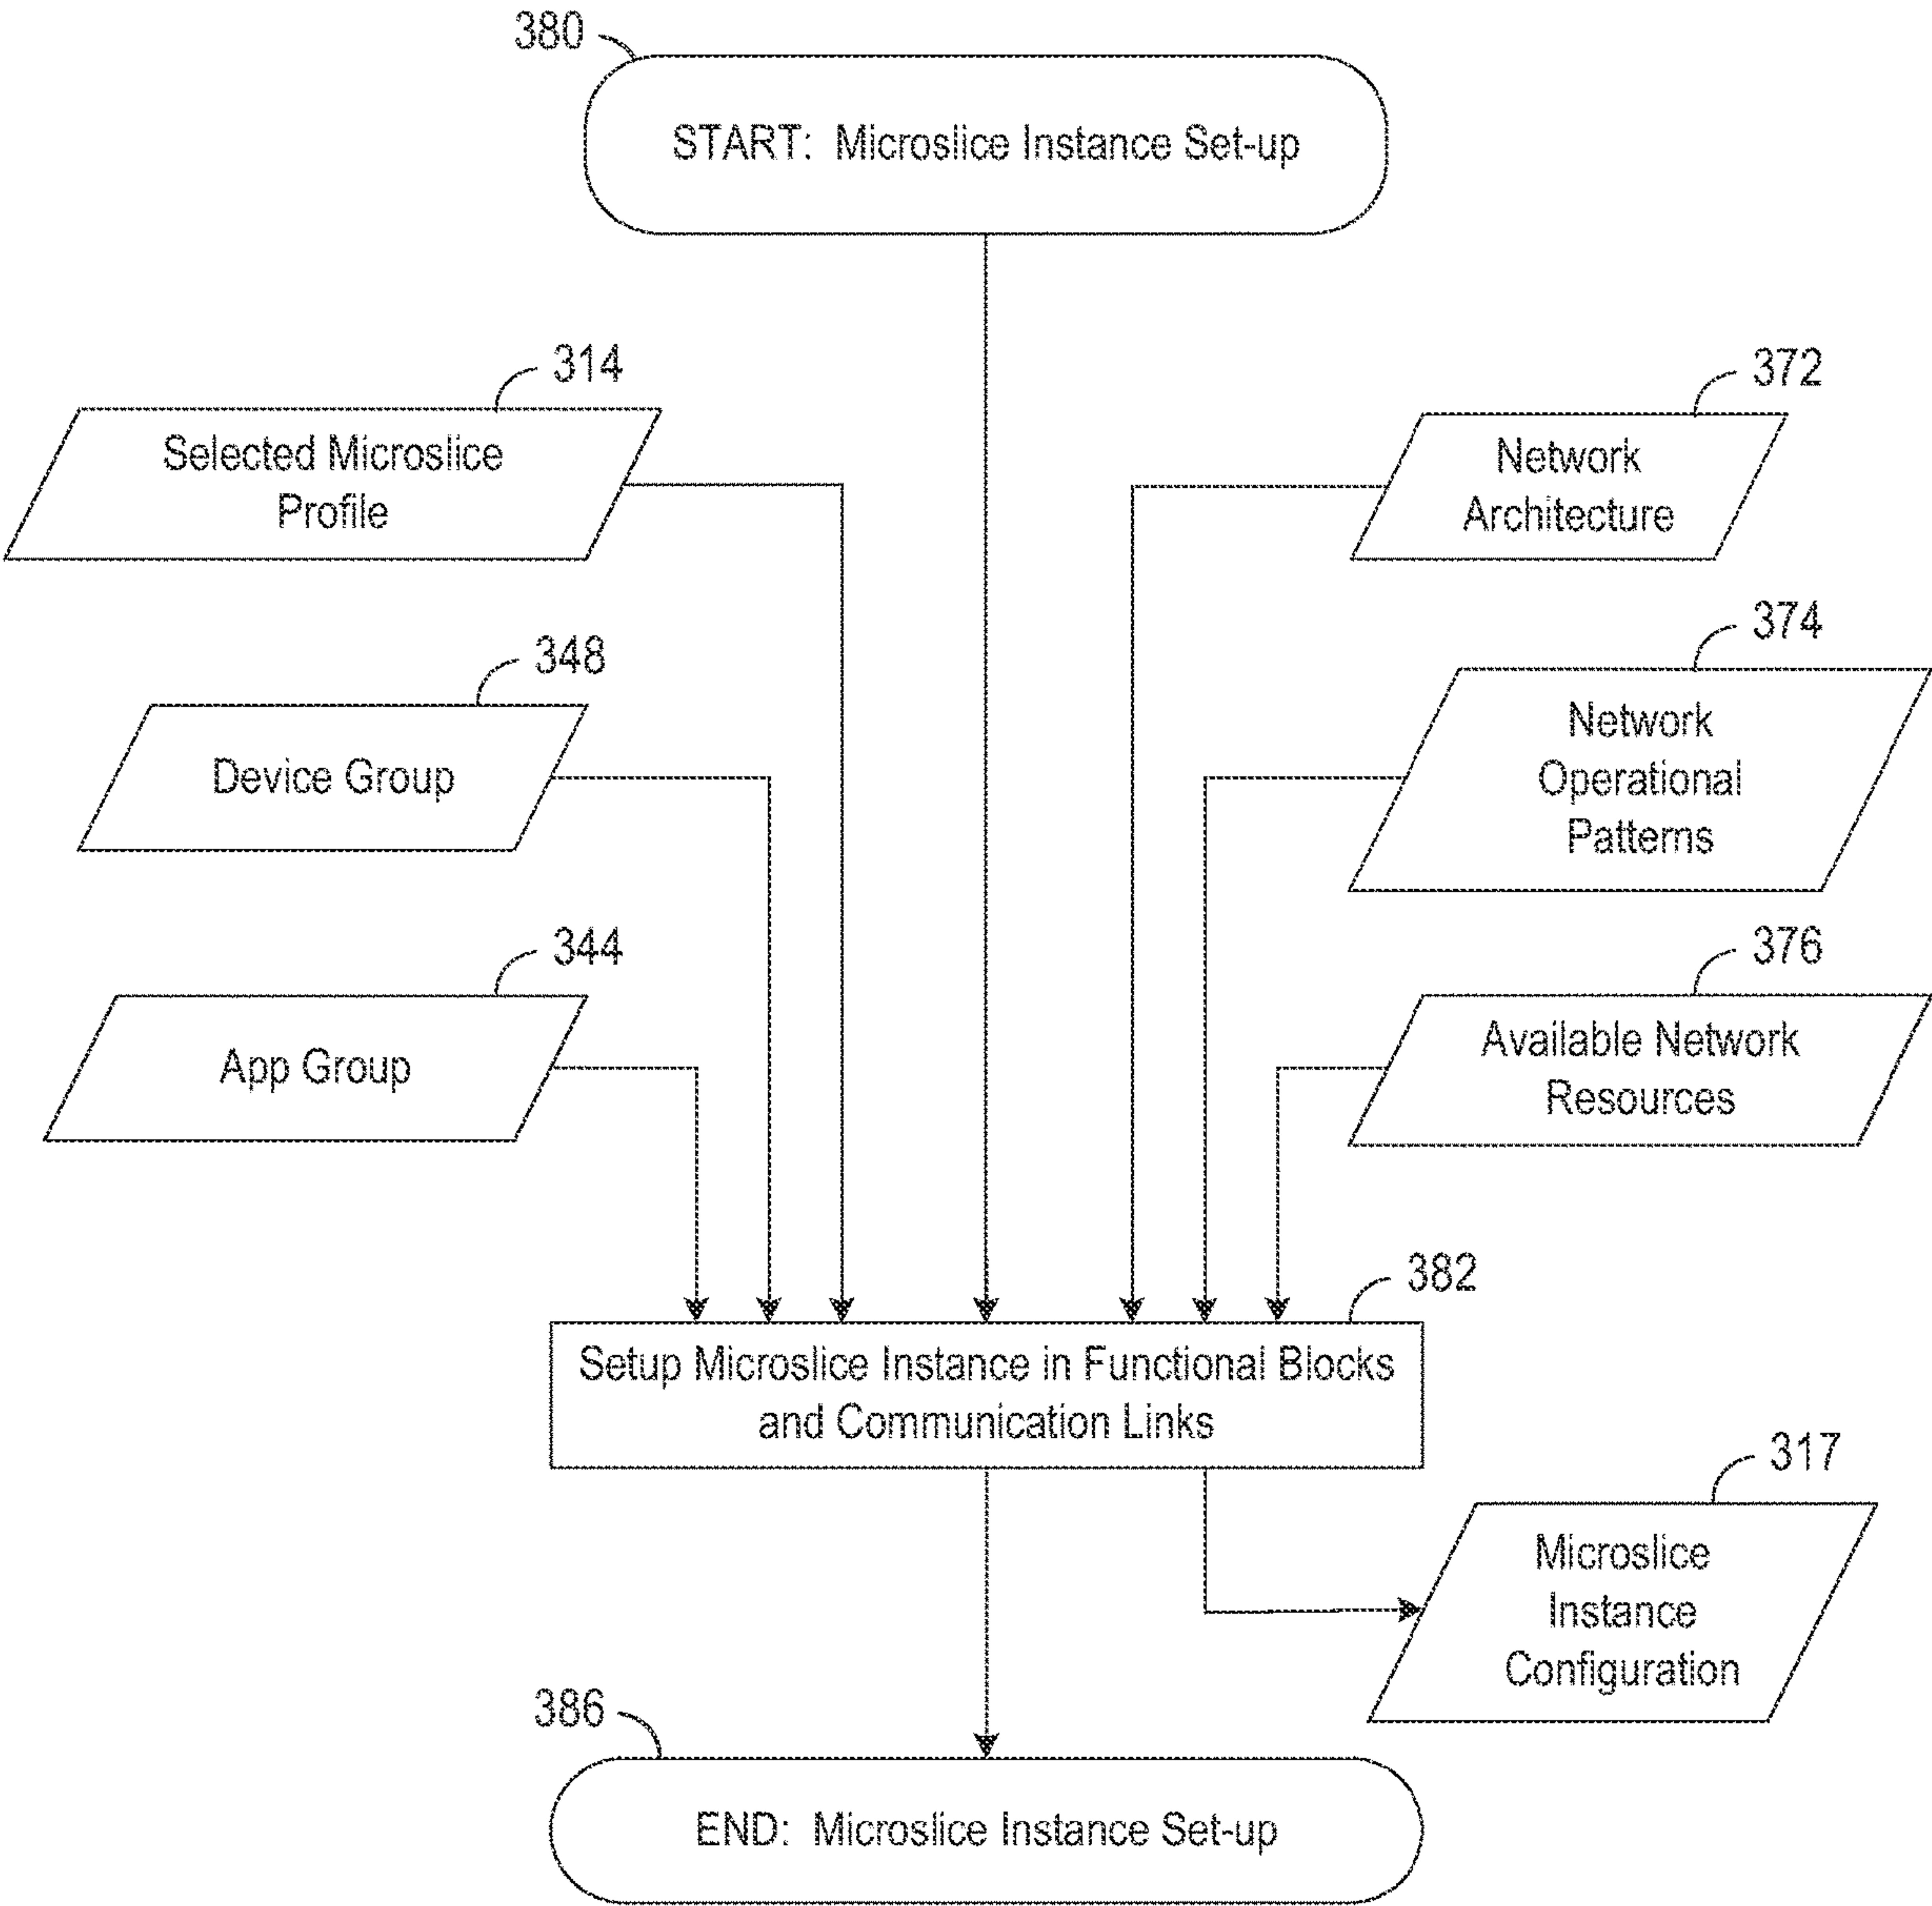 380
START: Microslice Instance Set-up
314
Selected Microslice
Profile
372
Network
Architecture
348
Device Group
374
Network
Operational
Patterns
344
App Group
376
Available Network
Resources
382
Setup Microslice Instance in Functional Blocks
and Communication Links
317
Microslice
Instance
Configuration
386
END: Microslice Instance Set-up